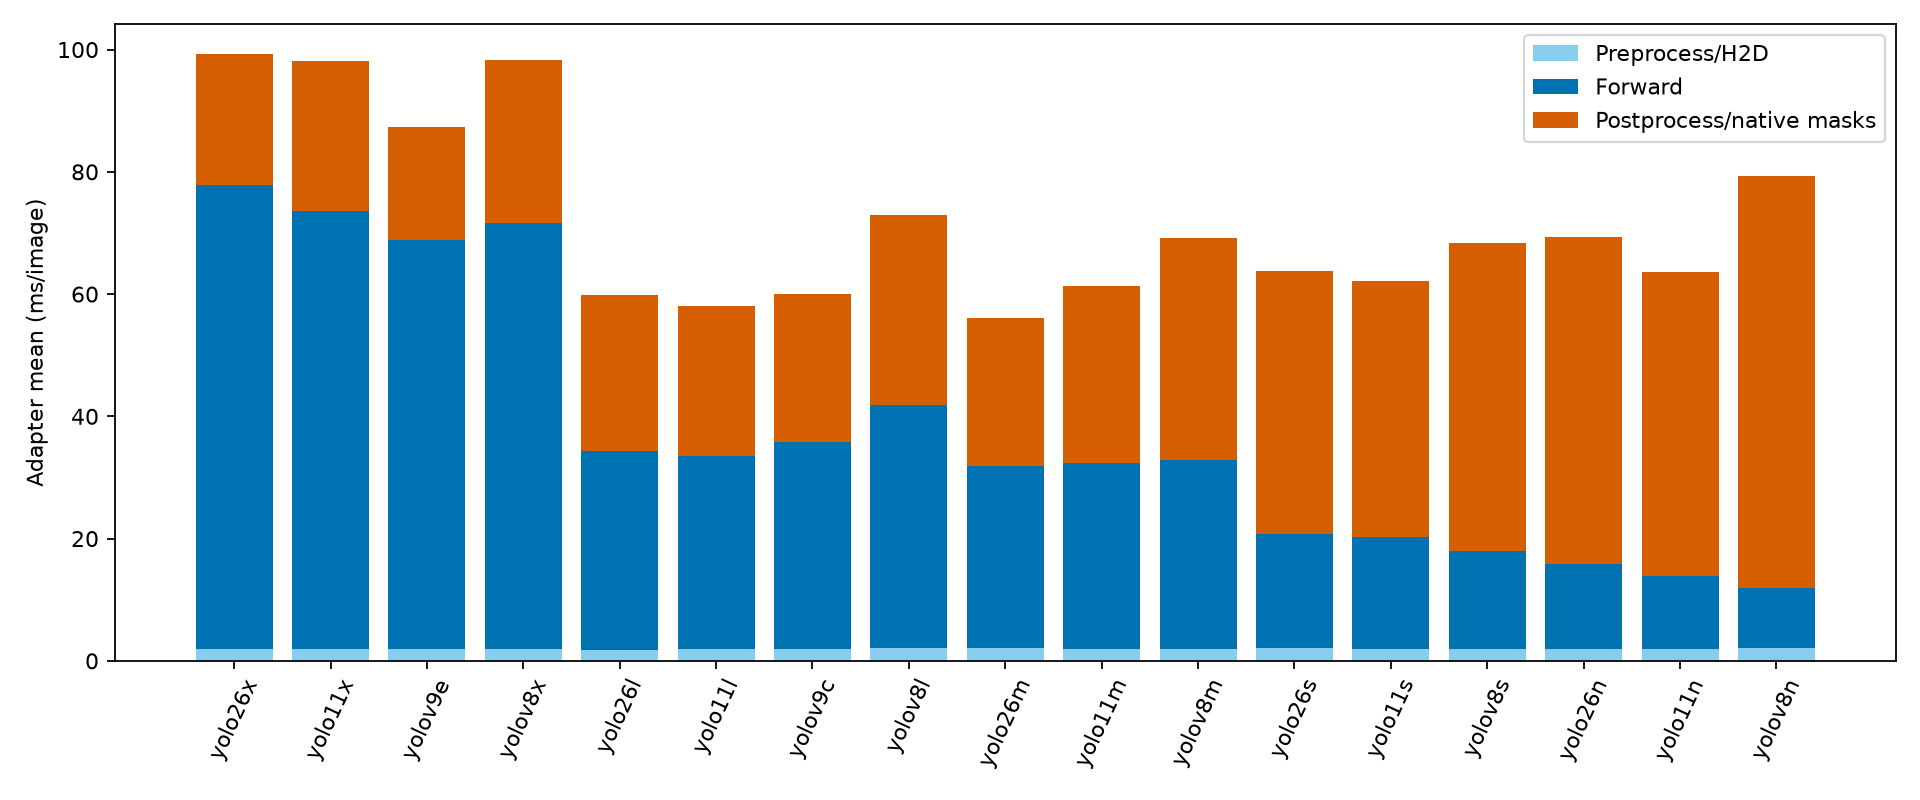 Adapter mean (ms/image)
100
80
60
40
20
0
Preprocess/H2D
Forward
Postprocess/native masks
yolo26x
yolo11x
yolov9e
yolov8x
yolo26l
yolo11l
yolov9c
yolov8l
yolo26m
yolo11m
yolov8m
yolo26s
yolo11s
yolov8s
yolo26n
yolo11n
yolov8n